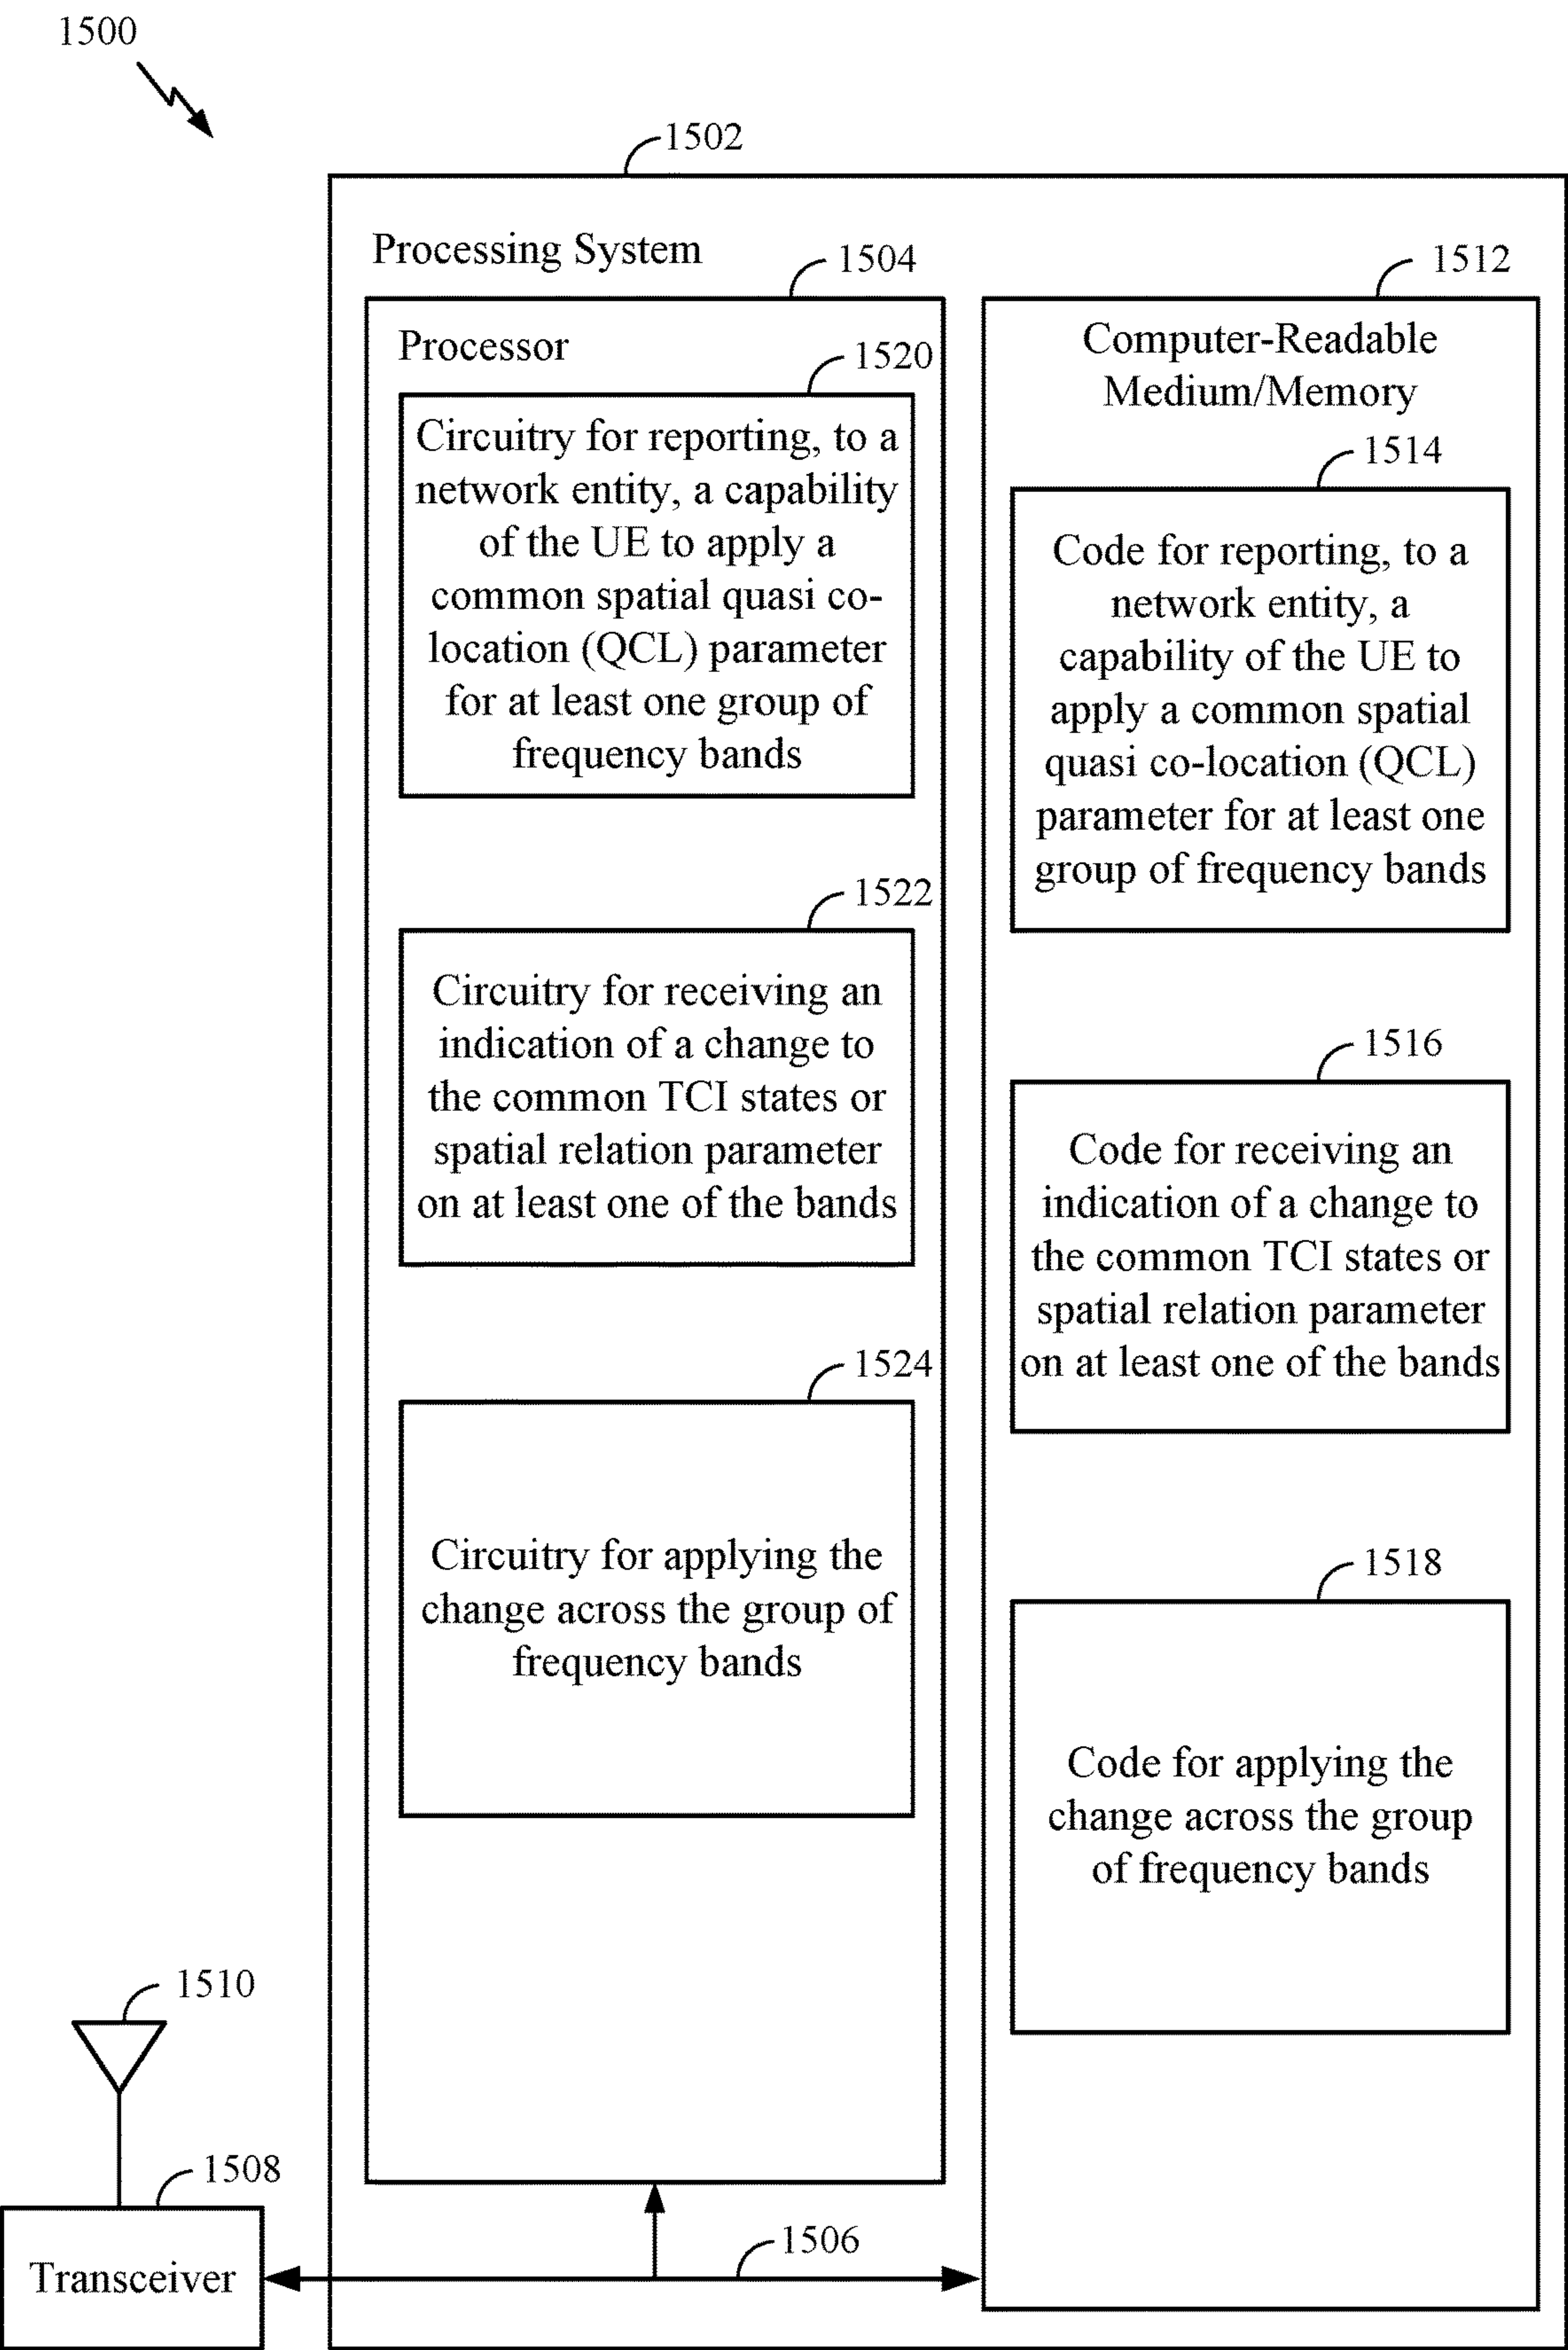 1500
1502
Processing System
1504
Processor
1520
Circuitry for reporting, to a
network entity, a capability
of the UE to apply a
common spatial quasi co-
location (QCL) parameter
for at least one group of
frequency bands
1522
Circuitry for receiving an
indication of a change to
the common TCI states or
spatial relation parameter
on at least one of the bands
1524
Circuitry for applying the
change across the group of
frequency bands
1512
Computer-Readable
Medium/Memory
1514
Code for reporting, to a
network entity, a
capability of the UE to
apply a common spatial
quasi co-location (QCL)
parameter for at least one
group of frequency bands
1516
Code for receiving an
indication of a change to
the common TCI states or
spatial relation parameter
on at least one of the bands
1518
Code for applying the
change across the group
of frequency bands
1510
1508
Transceiver
1506